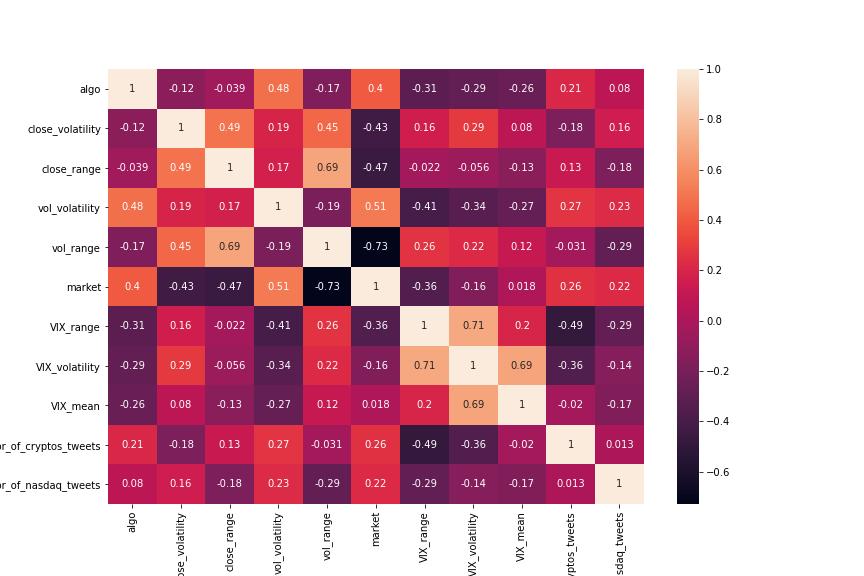 algo 1 -0.12 -0.039 0.48 -0.17 0.4 -0.31 -0.29 -0.26 0.21 0.08
close_volatility -0.12 1 0.49 0.19 0.45 -0.43 0.16 0.29 0.08 -0.18 0.16
close_range -0.039 0.49 1 0.17 0.69 -0.47 -0.022 -0.056 -0.13 0.13 -0.18
vol_volatility 0.48 0.19 0.17 1 -0.19 0.51 -0.41 -0.34 -0.27 0.27 0.23
vol_range -0.17 0.45 0.69 -0.19 1 -0.73 0.26 0.22 0.12 -0.031 -0.29
market 0.4 -0.43 -0.47 0.51 -0.73 1 -0.36 -0.16 0.018 0.26 0.22
VIX_range -0.31 0.16 -0.022 -0.41 0.26 -0.36 1 0.71 0.2 -0.49 -0.29
VIX_volatility -0.29 0.29 -0.056 -0.34 0.22 -0.16 0.71 1 0.69 -0.36 -0.14
VIX_mean -0.26 0.08 -0.13 -0.27 0.12 0.018 0.2 0.69 1 -0.02 -0.17
or_of_cryptos_tweets 0.21 -0.18 0.13 0.27 -0.031 0.26 -0.49 -0.36 -0.02 1 0.013
or_of_nasdaq_tweets 0.08 0.16 -0.18 0.23 -0.29 0.22 -0.29 -0.14 -0.17 0.013 1
algo
ose_volatility
close_range
vol_volatility
vol_range
market
VIX_range
VIX_volatility
VIX_mean
yptos_tweets
sdaq_tweets
1.0
0.8
0.6
0.4
0.2
0.0
−0.2
−0.4
−0.6